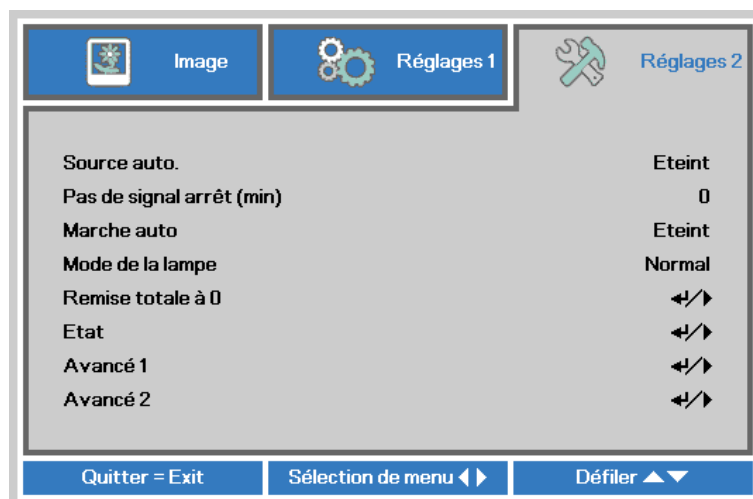 Image
Réglages 1
Réglages 2
Source auto. Eteint
Pas de signal arrêt (min) 0
Marche auto Eteint
Mode de la lampe Normal
Remise totale à 0 ↵/▶
Etat ↵/▶
Avancé 1 ↵/▶
Avancé 2 ↵/▶
Quitter = Exit
Sélection de menu ◀ ▶
Défiler ▲▼